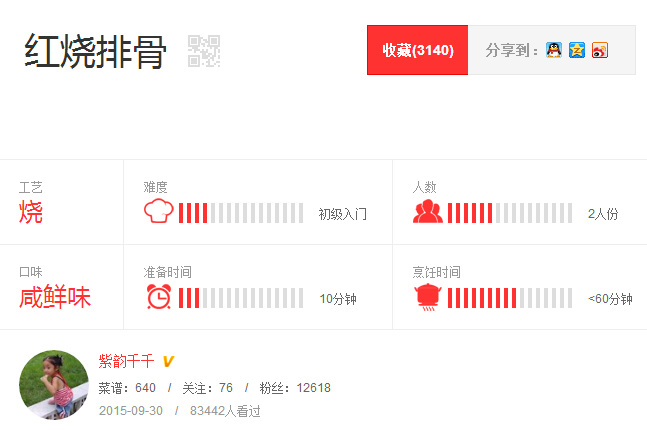 红烧排骨
收藏(3140) 分享到：
工艺 难度 人数
烧 初级入门 2人份
口味 准备时间 烹饪时间
咸鲜味 10分钟 <60分钟
紫韵千千 V
菜谱：640 / 关注：76 / 粉丝：12618
2015-09-30 / 83442人看过